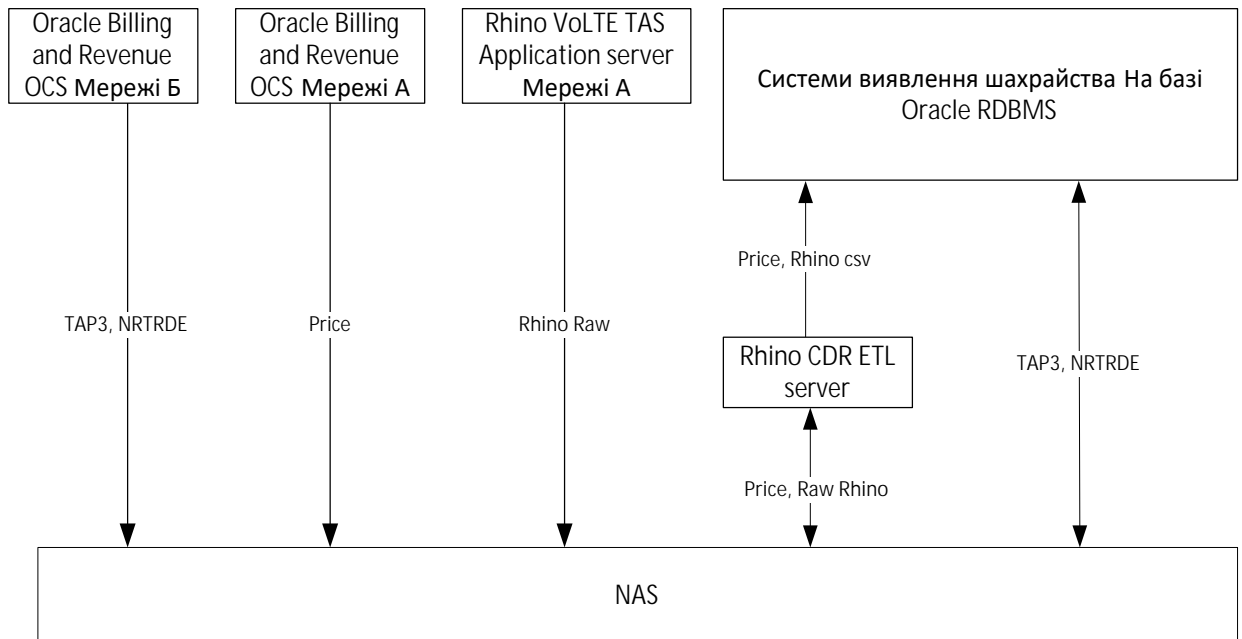 Oracle Billing
and Revenue
OCS Мережі Б
Oracle Billing
and Revenue
OCS Мережі А
Rhino VoLTE TAS
Application server
Мережі А
Системи виявлення шахрайства На базі
Oracle RDBMS
Price, Rhino csv
TAP3, NRTRDE
Price
Rhino Raw
Rhino CDR ETL
server
TAP3, NRTRDE
Price, Raw Rhino
NAS